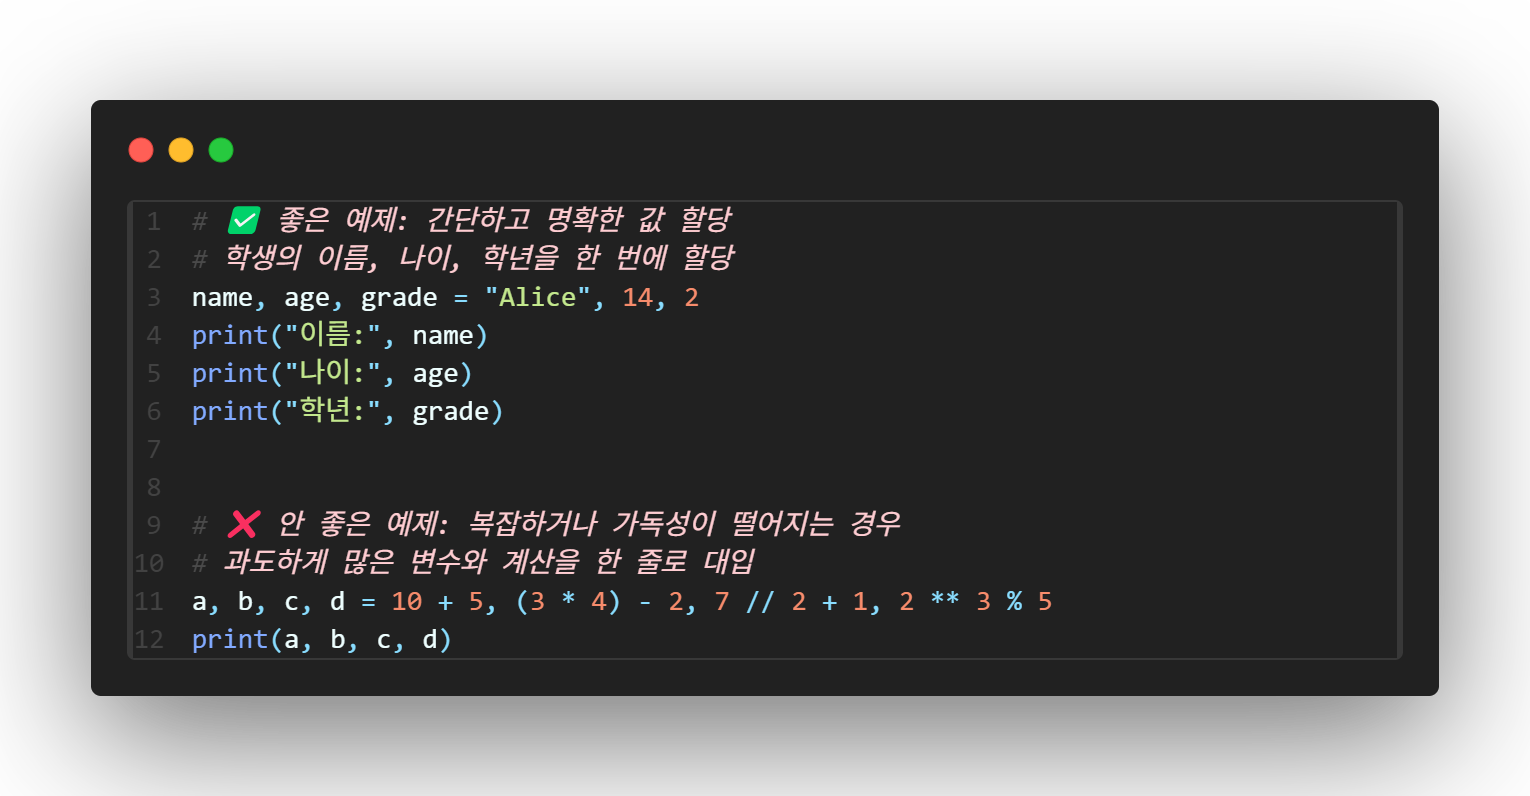 1 # ✅ 좋은 예제: 간단하고 명확한 값 할당
2 # 학생의 이름, 나이, 학년을 한 번에 할당
3 name, age, grade = "Alice", 14, 2
4 print("이름:", name)
5 print("나이:", age)
6 print("학년:", grade)
7
8
9 # ❌ 안 좋은 예제: 복잡하거나 가독성이 떨어지는 경우
10 # 과도하게 많은 변수와 계산을 한 줄로 대입
11 a, b, c, d = 10 + 5, (3 * 4) - 2, 7 // 2 + 1, 2 ** 3 % 5
12 print(a, b, c, d)